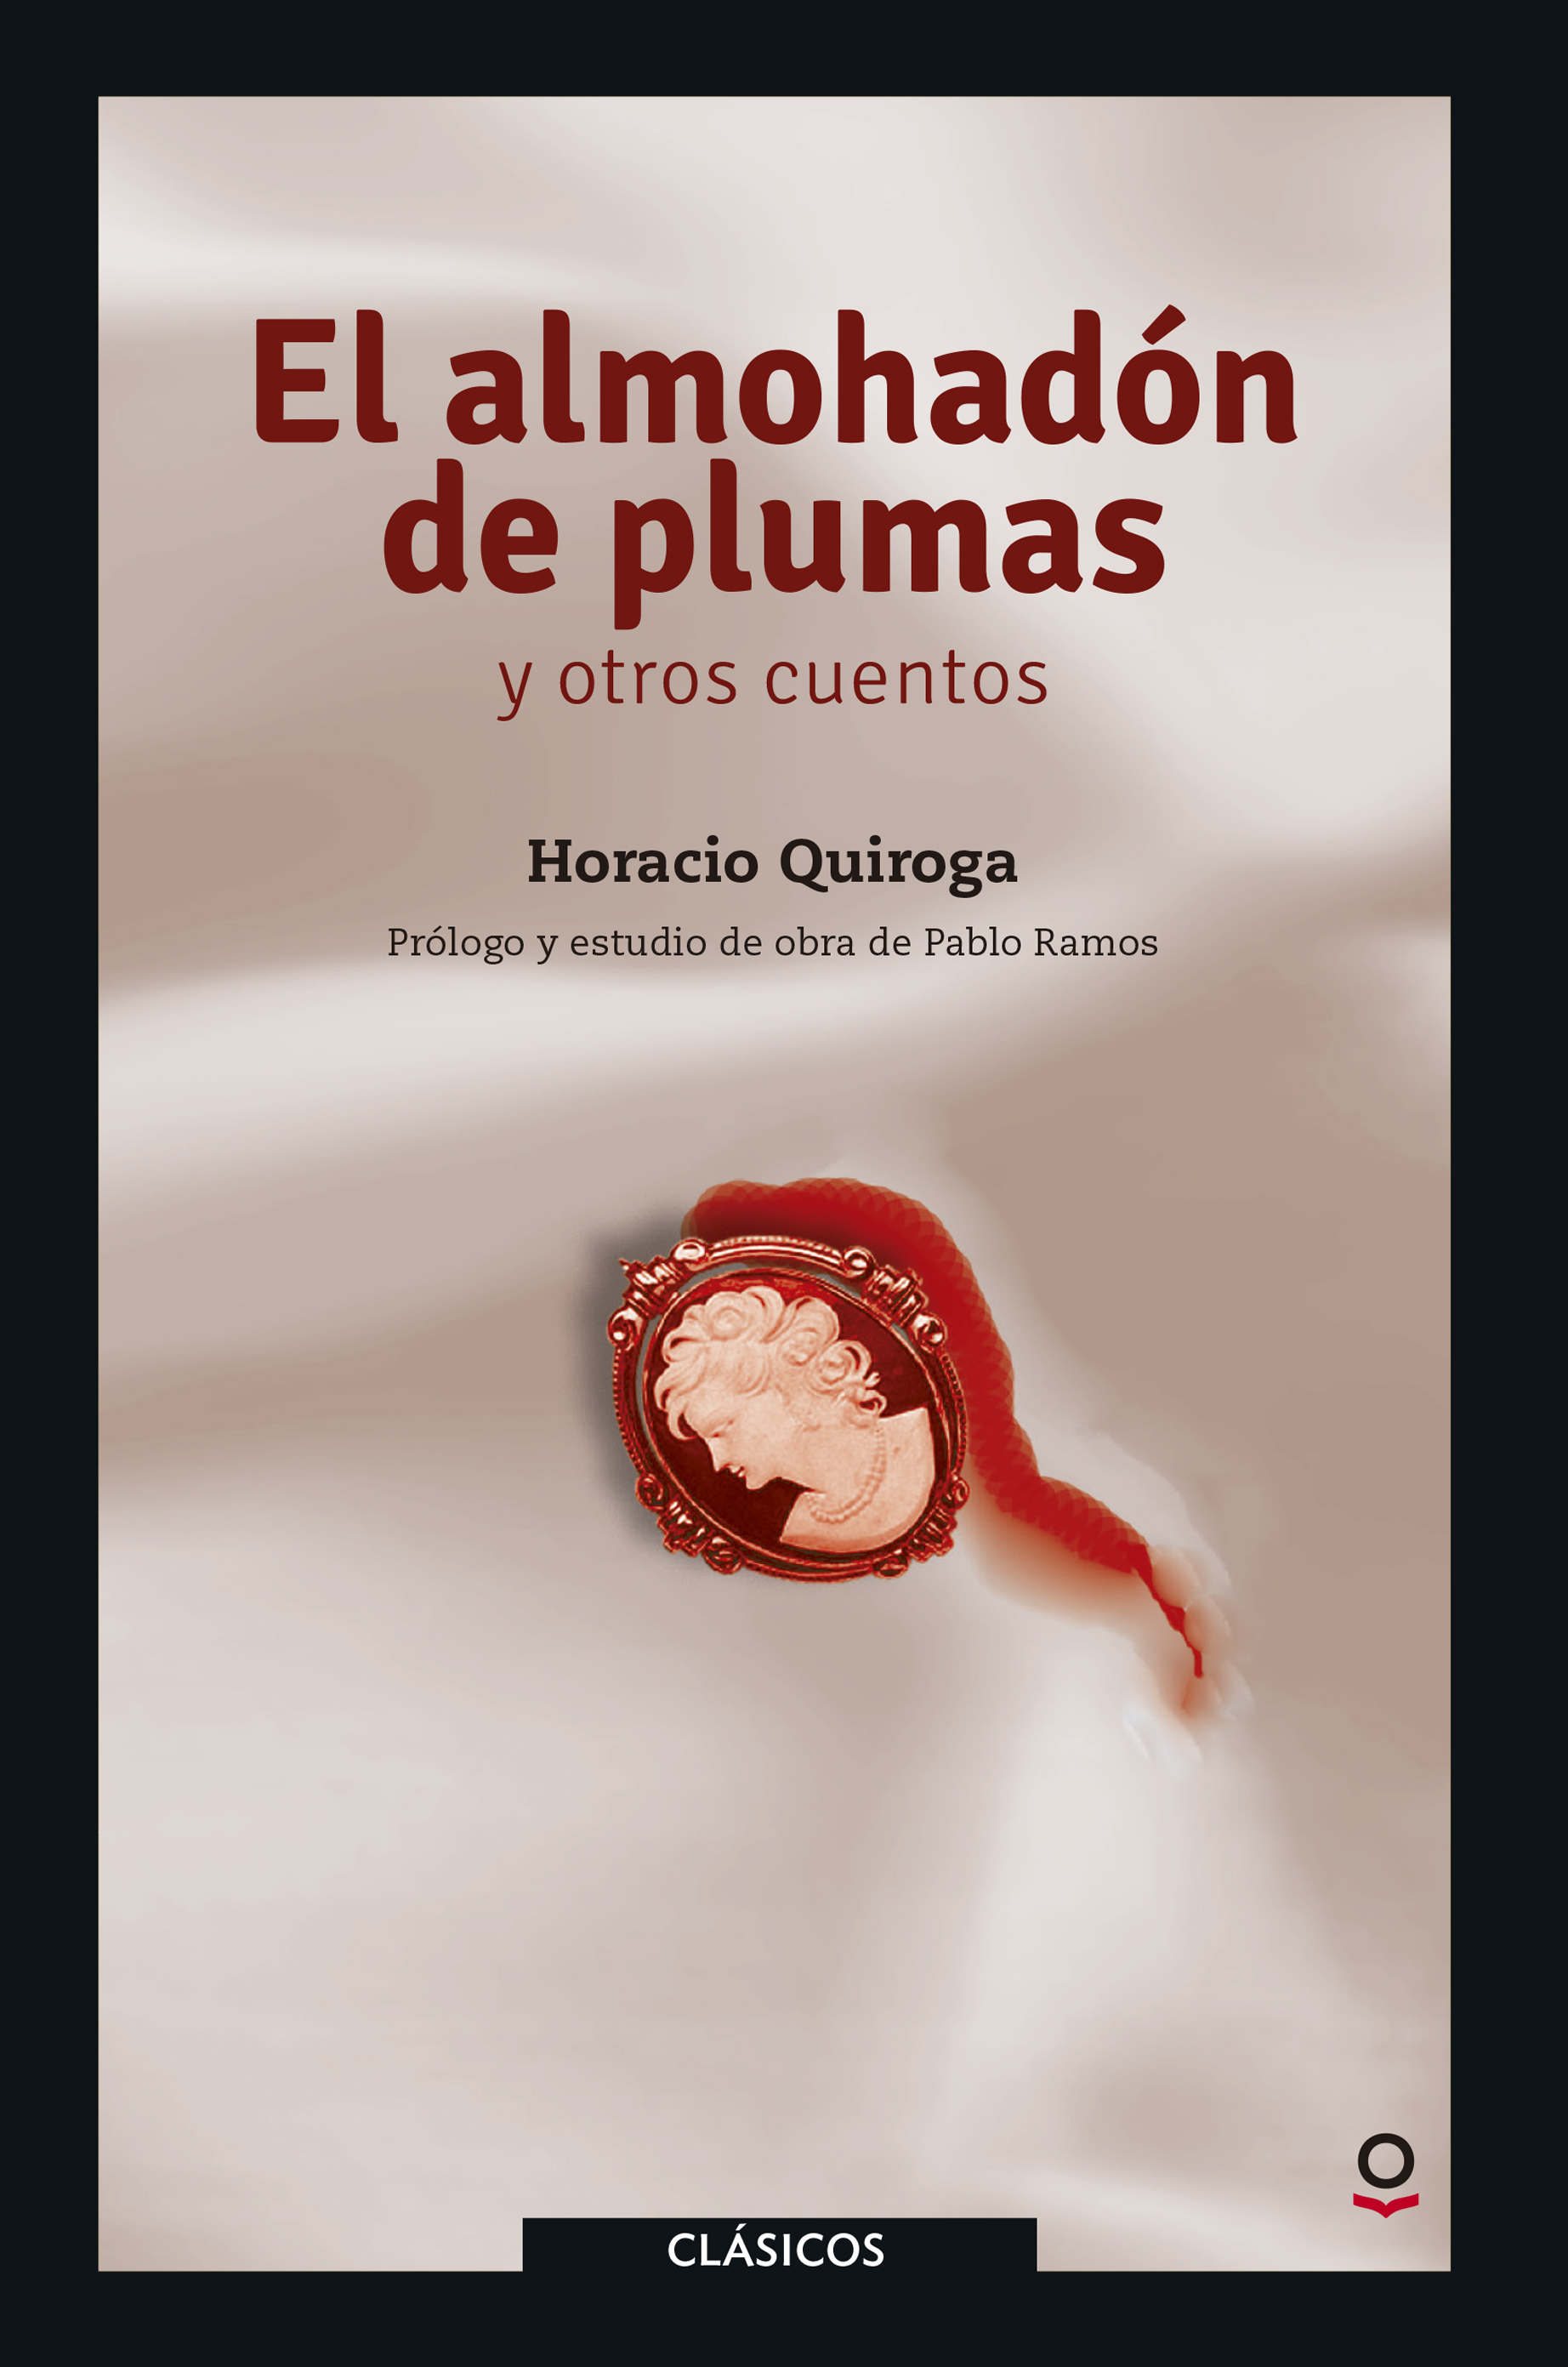 El almohadón
de plumas
y otros cuentos
Horacio Quiroga
Prólogo y estudio de obra de Pablo Ramos
CLÁSICOS